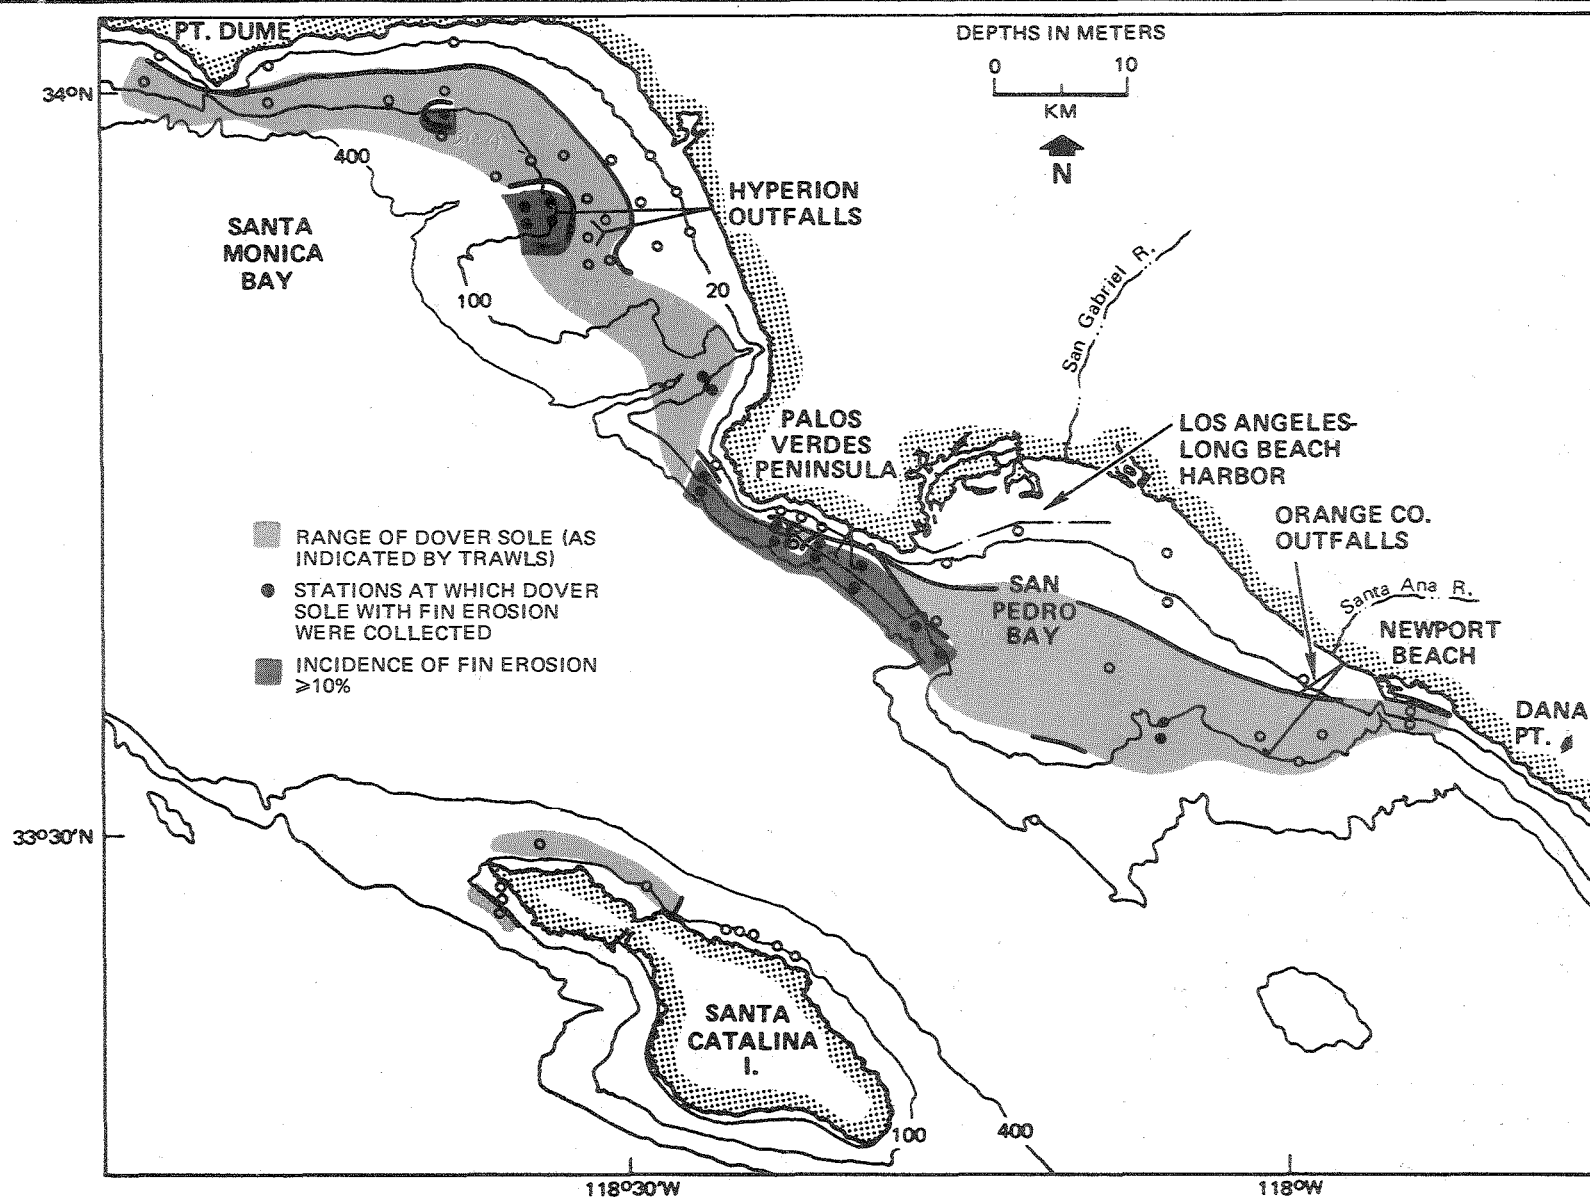 PT. DUME
DEPTHS IN METERS
0 10
KM
N
34°N
400
HYPERION
OUTFALLS
SANTA
MONICA
BAY
100
20
San Gabriel R.
PALOS
VERDES
PENINSULA
LOS ANGELES-
LONG BEACH
HARBOR
ORANGE CO.
OUTFALLS
RANGE OF DOVER SOLE (AS
INDICATED BY TRAWLS)
STATIONS AT WHICH DOVER
SOLE WITH FIN EROSION
WERE COLLECTED
INCIDENCE OF FIN EROSION
⩾10%
SAN
PEDRO
BAY
Santa Ana R.
NEWPORT
BEACH
DANA
PT.
33°30'N
SANTA
CATALINA
I.
100
400
118°30'W
118°W